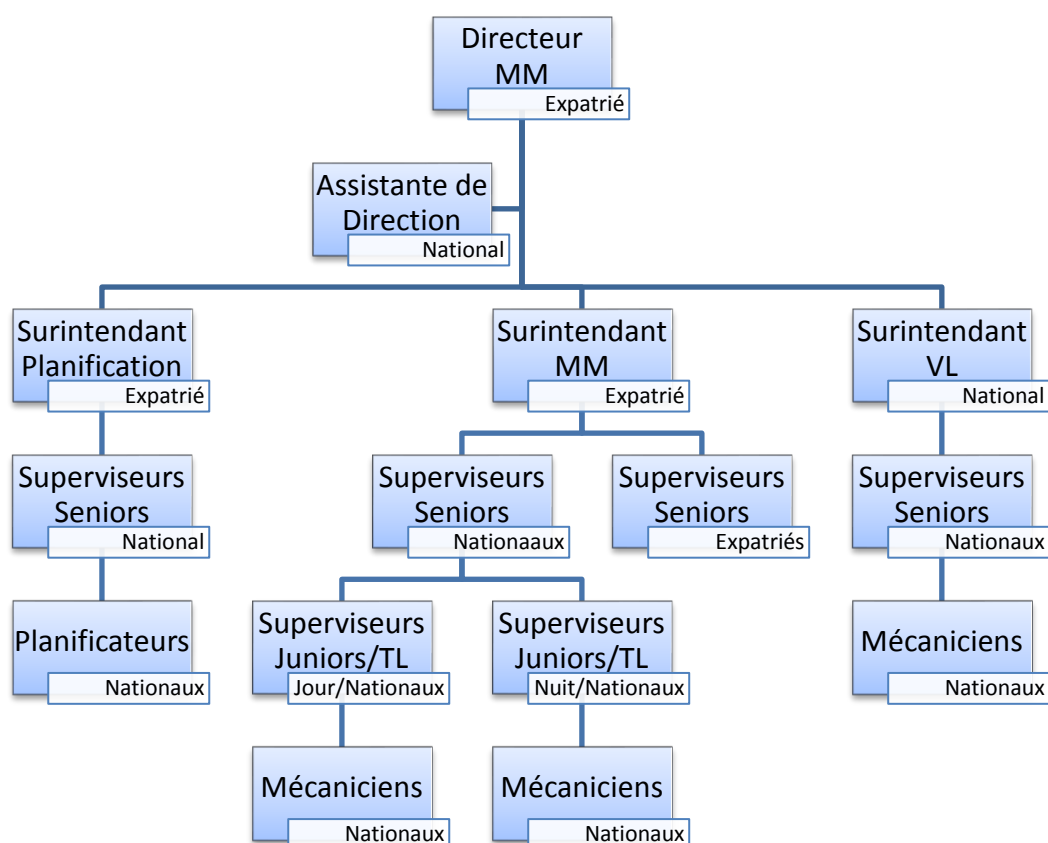 Directeur
MM
Expatrié
Assistante de
Direction
National
Surintendant
Planification
Expatrié
Surintendant
MM
Expatrié
Surintendant
VL
National
Superviseurs
Seniors
National
Superviseurs
Seniors
Nationaaux
Superviseurs
Seniors
Expatriés
Superviseurs
Seniors
Nationaux
Planificateurs
Nationaux
Superviseurs
Juniors/TL
Jour/Nationaux
Superviseurs
Juniors/TL
Nuit/Nationaux
Mécaniciens
Nationaux
Mécaniciens
Nationaux
Mécaniciens
Nationaux